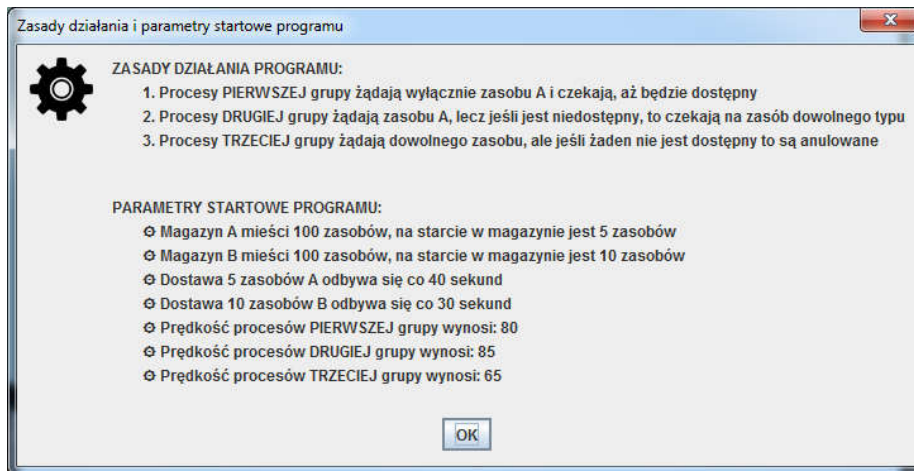 Zasady działania i parametry startowe programu
ZASADY DZIAŁANIA PROGRAMU:
1. Procesy PIERWSZEJ grupy żądają wyłącznie zasobu A i czekają, aż będzie dostępny
2. Procesy DRUGIEJ grupy żądają zasobu A, lecz jeśli jest niedostępny, to czekają na zasób dowolnego typu
3. Procesy TRZECIEJ grupy żądają dowolnego zasobu, ale jeśli żaden nie jest dostępny to są anulowane
PARAMETRY STARTOWE PROGRAMU:
⚙ Magazyn A mieści 100 zasobów, na starcie w magazynie jest 5 zasobów
⚙ Magazyn B mieści 100 zasobów, na starcie w magazynie jest 10 zasobów
⚙ Dostawa 5 zasobów A odbywa się co 40 sekund
⚙ Dostawa 10 zasobów B odbywa się co 30 sekund
⚙ Prędkość procesów PIERWSZEJ grupy wynosi: 80
⚙ Prędkość procesów DRUGIEJ grupy wynosi: 85
⚙ Prędkość procesów TRZECIEJ grupy wynosi: 65
OK